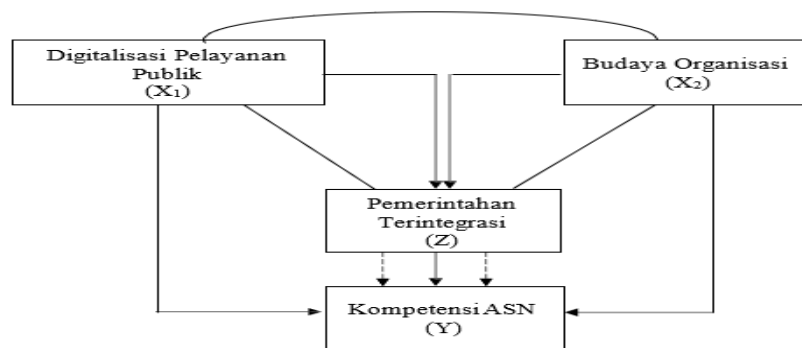 Digitalisasi Pelayanan
Publik
(X₁)
Budaya Organisasi
(X₂)
Pemerintahan
Terintegrasi
(Z)
Kompetensi ASN
(Y)